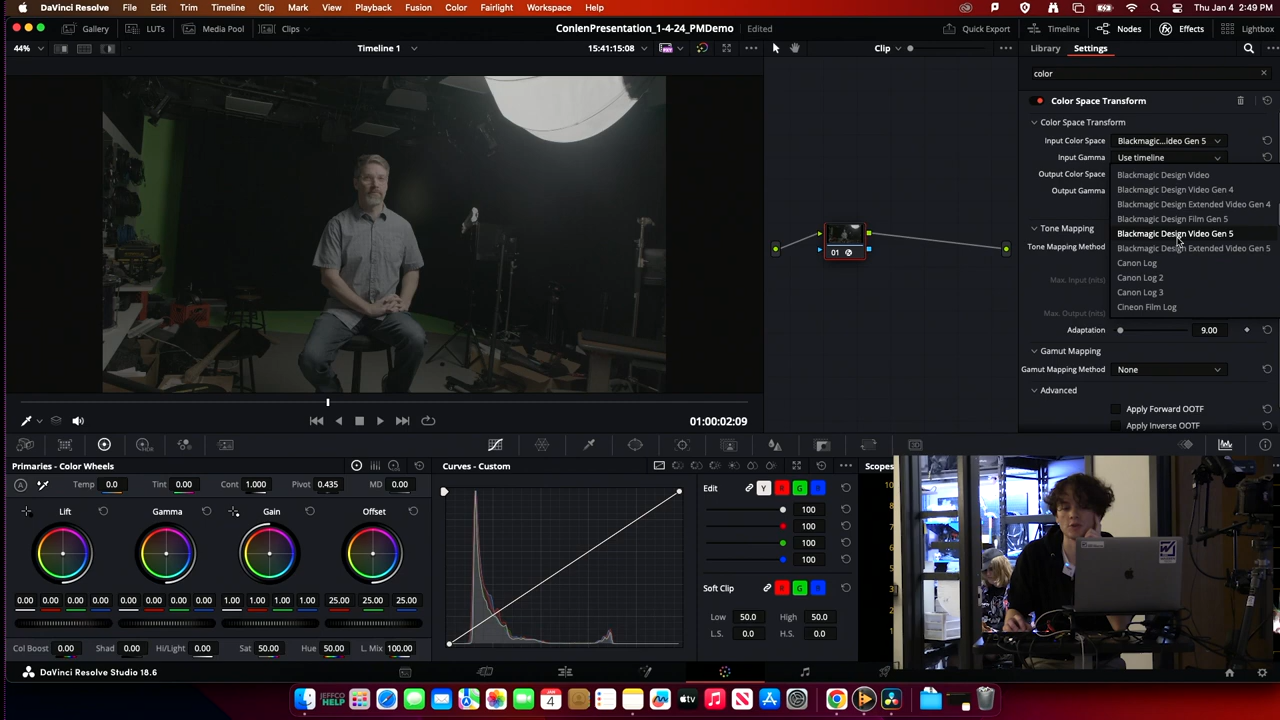 DaVinci Resolve File Edit Trim Timeline Clip Mark View Playback Fusion Color Fairlight Workspace Help Thu Jan 4 2:49 PM
Gallery LUTs Media Pool Clips ConlenPresentation_1-4-24_PMDemo Edited Quick Export Timeline Nodes Effects Lightbox
44% Timeline 1 15:41:15:08 Clip Library Settings
color
Color Space Transform
Color Space Transform
Input Color Space Blackmagic...ideo Gen 5
Input Gamma Use timeline
Output Color Space
Output Gamma
Blackmagic Design Video
Blackmagic Design Video Gen 4
Blackmagic Design Extended Video Gen 4
Blackmagic Design Film Gen 5
Blackmagic Design Video Gen 5
Blackmagic Design Extended Video Gen 5
Canon Log
Canon Log 2
Canon Log 3
Cineon Film Log
Tone Mapping
Tone Mapping Method
Max. Input (nits)
Max. Output (nits)
Adaptation 9.00
Gamut Mapping
Gamut Mapping Method None
Advanced
Apply Forward OOTF
Apply Inverse OOTF
01
01:00:02:09
Primaries - Color Wheels
Temp 0.0 Tint 0.00 Cont 1.000 Pivot 0.435 MD 0.00
Lift Gamma Gain Offset
0.00 0.00 0.00 0.00 0.00 0.00 0.00 0.00 1.00 1.00 1.00 1.00 25.00 25.00 25.00
Col Boost 0.00 Shad 0.00 Hi/Light 0.00 Sat 50.00 Hue 50.00 L. Mix 100.00
Curves - Custom
Edit Y R G B
100
100
100
100
Soft Clip R G B
Low 50.0 High 50.0
L.S. 0.0 H.S. 0.0
Scopes
DaVinci Resolve Studio 18.6
JEFFCO
HELP
JAN
4
tv